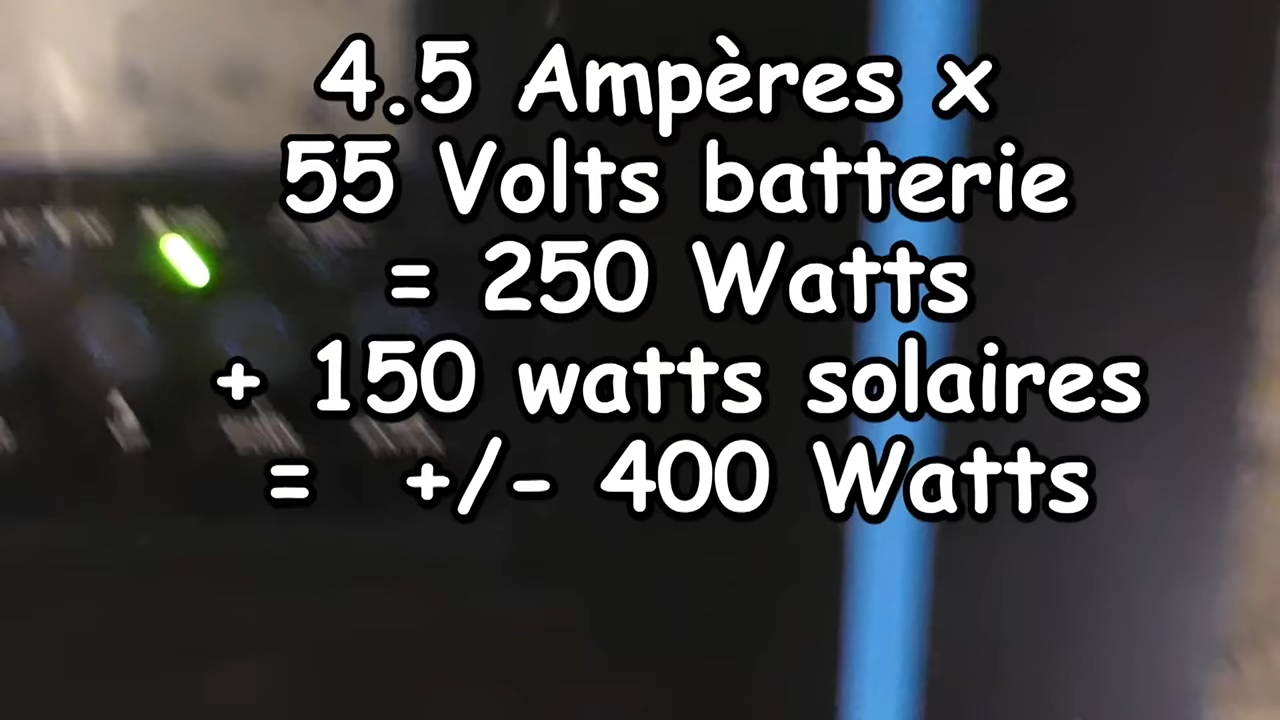 4.5 Ampères x
55 Volts batterie
= 250 Watts
+ 150 watts solaires
= +/- 400 Watts